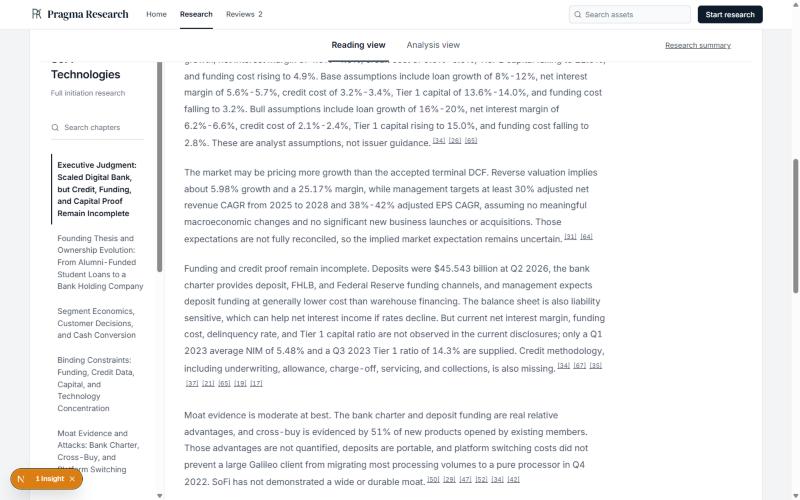 Pragma Research
Home
Research
Reviews 2
Search assets
Start research
Reading view
Analysis view
Research summary
Technologies
Full initiation research
Search chapters
Executive Judgment:
Scaled Digital Bank,
but Credit, Funding,
and Capital Proof
Remain Incomplete
Founding Thesis and
Ownership Evolution:
From Alumni-Funded
Student Loans to a
Bank Holding Company
Segment Economics,
Customer Decisions,
and Cash Conversion
Binding Constraints:
Funding, Credit Data,
Capital, and
Technology
Concentration
Moat Evidence and
Attacks: Bank Charter,
Cross-Buy, and
Platform Switching
1 Insight
and funding cost rising to 4.9%. Base assumptions include loan growth of 8%-12%, net interest
margin of 5.6%-5.7%, credit cost of 3.2%-3.4%, Tier 1 capital of 13.6%-14.0%, and funding cost
falling to 3.2%. Bull assumptions include loan growth of 16%-20%, net interest margin of
6.2%-6.6%, credit cost of 2.1%-2.4%, Tier 1 capital rising to 15.0%, and funding cost falling to
2.8%. These are analyst assumptions, not issuer guidance. [34] [26] [65]
The market may be pricing more growth than the accepted terminal DCF. Reverse valuation implies
about 5.98% growth and a 25.17% margin, while management targets at least 30% adjusted net
revenue CAGR from 2025 to 2028 and 38%-42% adjusted EPS CAGR, assuming no meaningful
macroeconomic changes and no significant new business launches or acquisitions. Those
expectations are not fully reconciled, so the implied market expectation remains uncertain. [31] [64]
Funding and credit proof remain incomplete. Deposits were $45.543 billion at Q2 2026, the bank
charter provides deposit, FHLB, and Federal Reserve funding channels, and management expects
deposit funding at generally lower cost than warehouse financing. The balance sheet is also liability
sensitive, which can help net interest income if rates decline. But current net interest margin, funding
cost, delinquency rate, and Tier 1 capital ratio are not observed in the current disclosures; only a Q1
2023 average NIM of 5.48% and a Q3 2023 Tier 1 ratio of 14.3% are supplied. Credit methodology,
including underwriting, allowance, charge-off, servicing, and collections, is also missing. [34] [67] [35]
[37] [21] [65] [19] [17]
Moat evidence is moderate at best. The bank charter and deposit funding are real relative
advantages, and cross-buy is evidenced by 51% of new products opened by existing members.
Those advantages are not quantified, deposits are portable, and platform switching costs did not
prevent a large Galileo client from migrating most processing volumes to a pure processor in Q4
2022. SoFi has not demonstrated a wide or durable moat. [50] [29] [47] [52] [34] [42]